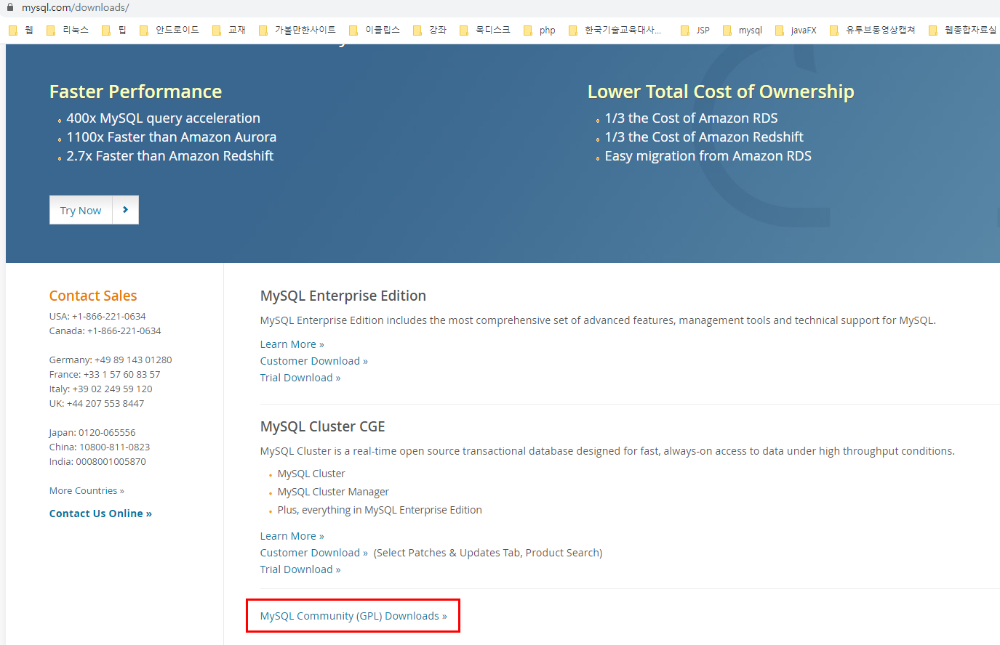 mysql.com/downloads/
웹 리눅스 팁 안드로이드 교재 가볼만한사이트 이클립스 강좌 목디스크 php 한국기술교육대사... JSP mysql javaFX 유투브동영상캡쳐 웹종합자료실
Faster Performance
400x MySQL query acceleration
1100x Faster than Amazon Aurora
2.7x Faster than Amazon Redshift
Lower Total Cost of Ownership
1/3 the Cost of Amazon RDS
1/3 the Cost of Amazon Redshift
Easy migration from Amazon RDS
Try Now
Contact Sales
USA: +1-866-221-0634
Canada: +1-866-221-0634
Germany: +49 89 143 01280
France: +33 1 57 60 83 57
Italy: +39 02 249 59 120
UK: +44 207 553 8447
Japan: 0120-065556
China: 10800-811-0823
India: 0008001005870
More Countries »
Contact Us Online »
MySQL Enterprise Edition
MySQL Enterprise Edition includes the most comprehensive set of advanced features, management tools and technical support for MySQL.
Learn More »
Customer Download »
Trial Download »
MySQL Cluster CGE
MySQL Cluster is a real-time open source transactional database designed for fast, always-on access to data under high throughput conditions.
MySQL Cluster
MySQL Cluster Manager
Plus, everything in MySQL Enterprise Edition
Learn More »
Customer Download » (Select Patches & Updates Tab, Product Search)
Trial Download »
MySQL Community (GPL) Downloads »